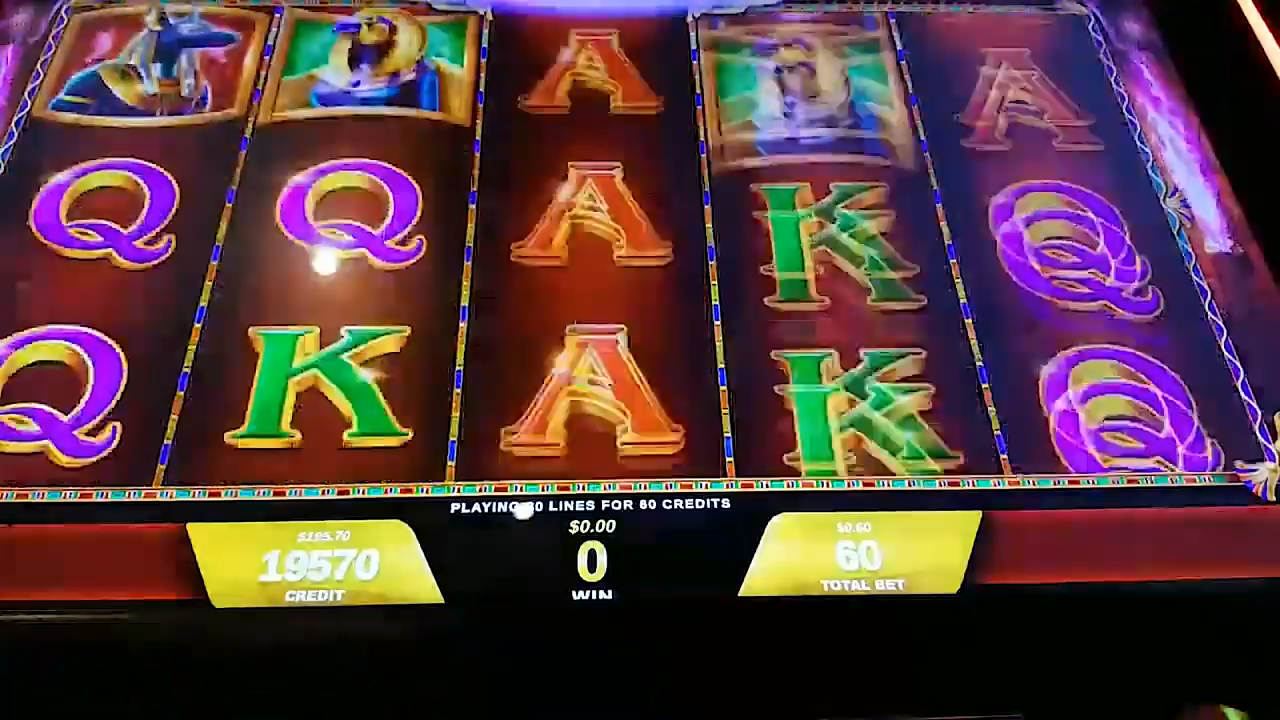 A A
Q Q A K Q
Q K A K Q
PLAYING LINES FOR 60 CREDITS
$195.70 $0.00 $0.60
19570 0 60
CREDIT WIN TOTAL BET